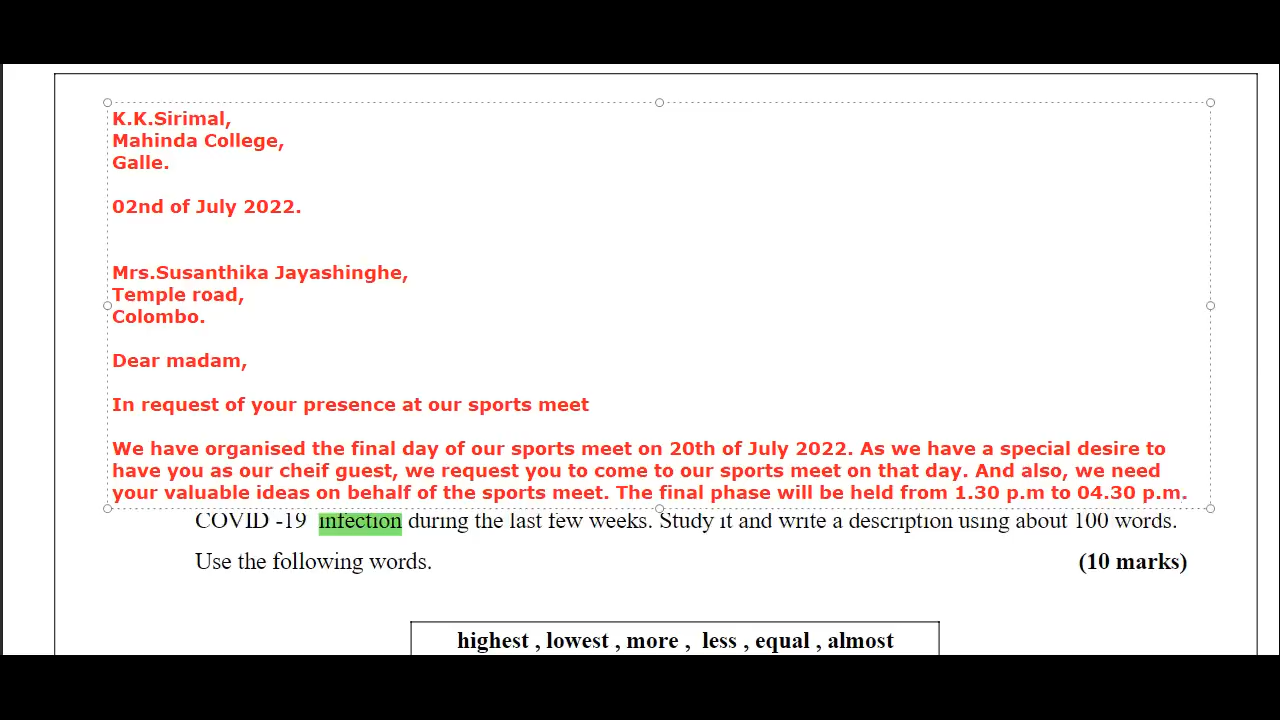 K.K.Sirimal,
Mahinda College,
Galle.
02nd of July 2022.
Mrs.Susanthika Jayashinghe,
Temple road,
Colombo.
Dear madam,
In request of your presence at our sports meet
We have organised the final day of our sports meet on 20th of July 2022. As we have a special desire to
have you as our cheif guest, we request you to come to our sports meet on that day. And also, we need
your valuable ideas on behalf of the sports meet. The final phase will be held from 1.30 p.m to 04.30 p.m.
COVID -19 infection during the last few weeks. Study it and write a description using about 100 words.
Use the following words. (10 marks)
highest , lowest , more , less , equal , almost